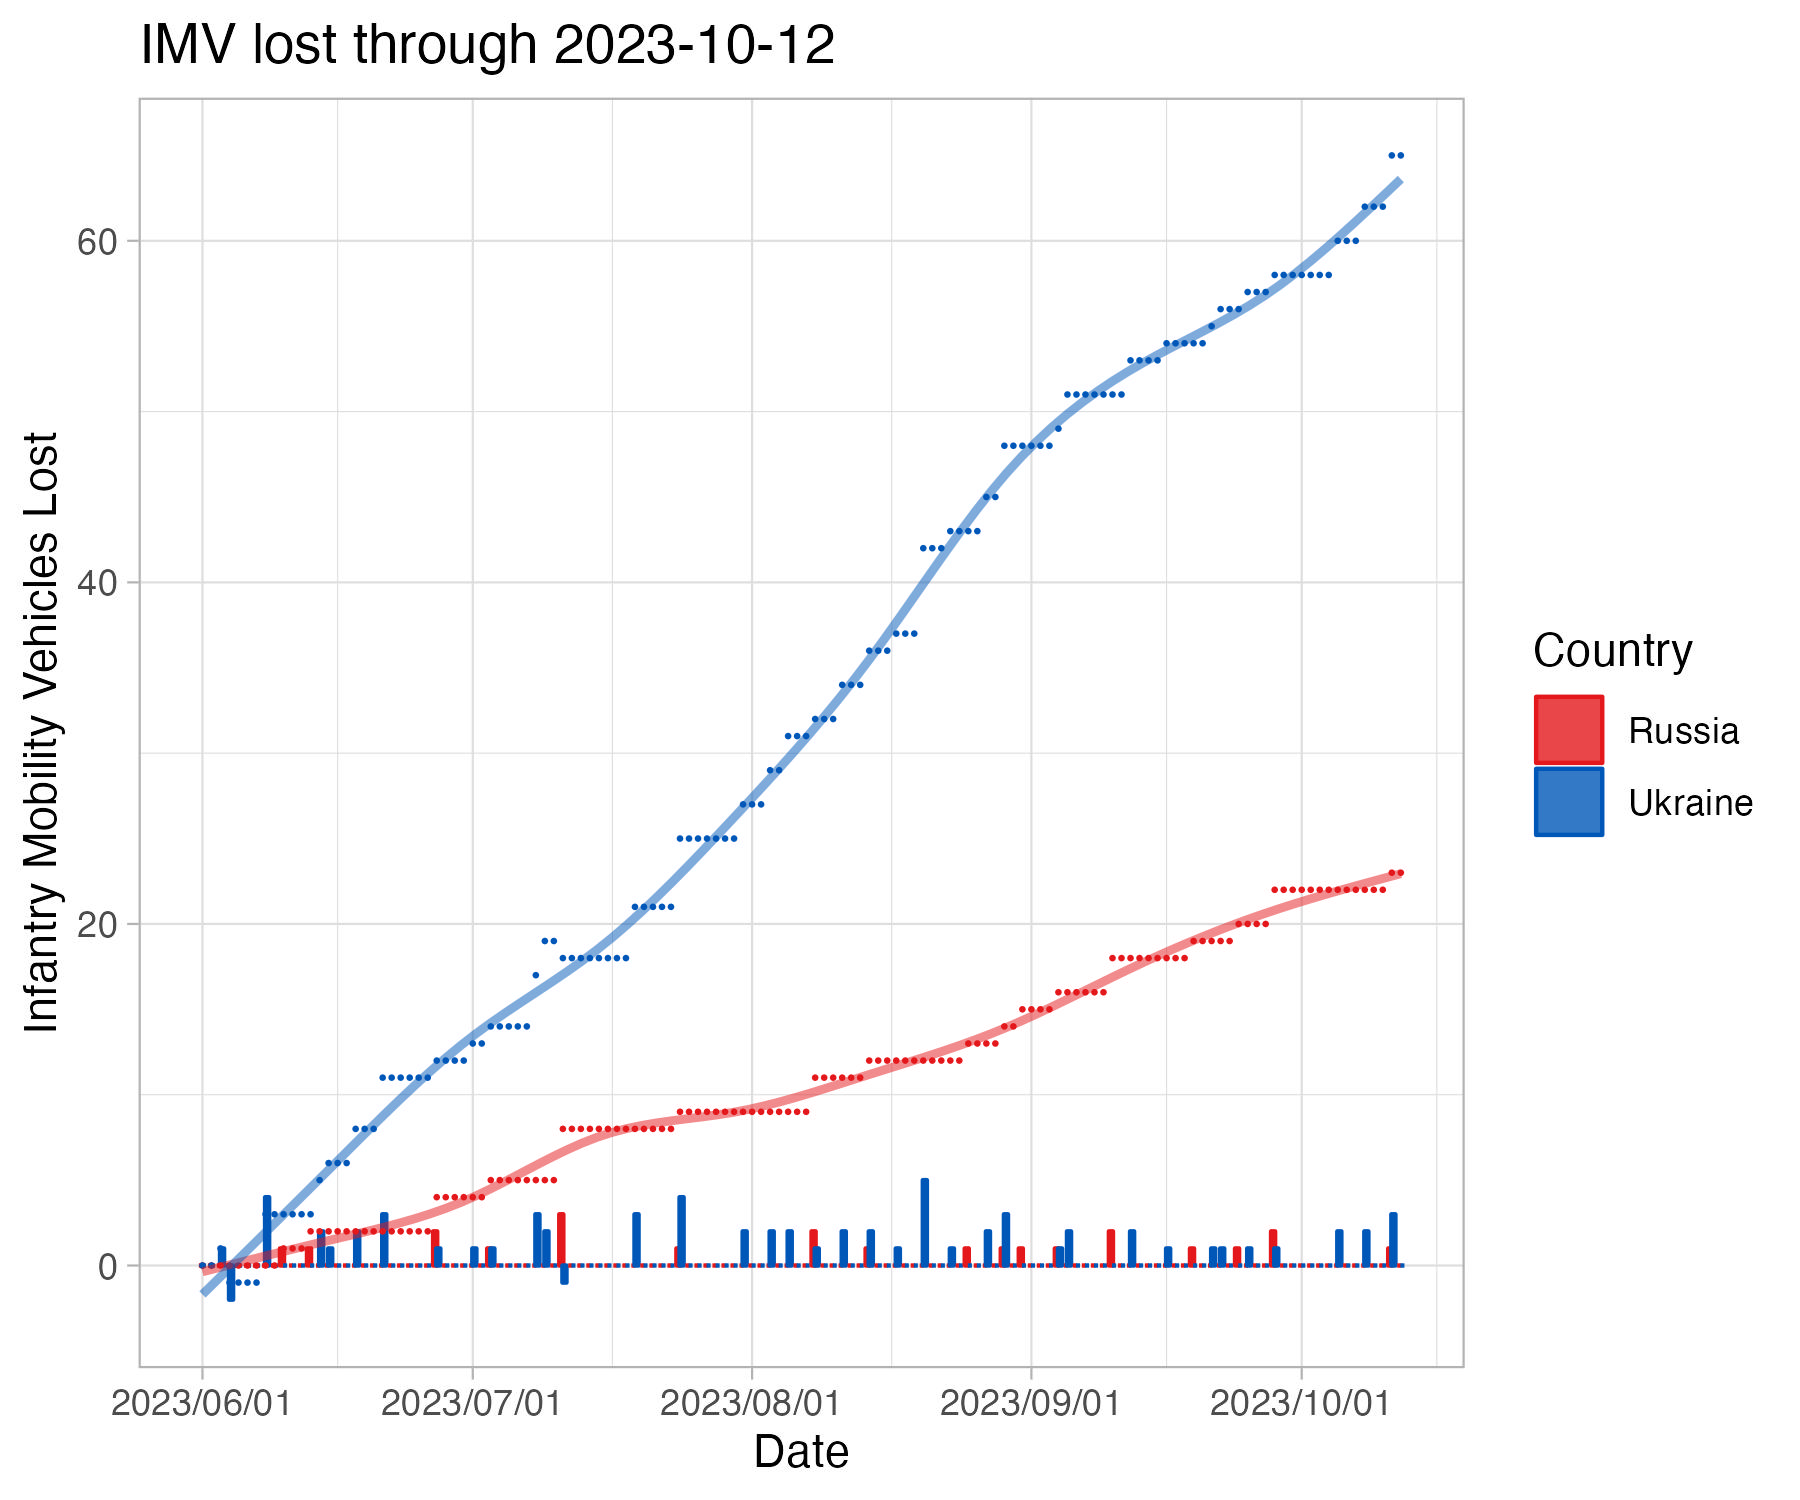 IMV lost through 2023-10-12
Infantry Mobility Vehicles Lost
60
40
20
0
2023/06/01
2023/07/01
2023/08/01
2023/09/01
2023/10/01
Date
Country
Russia
Ukraine